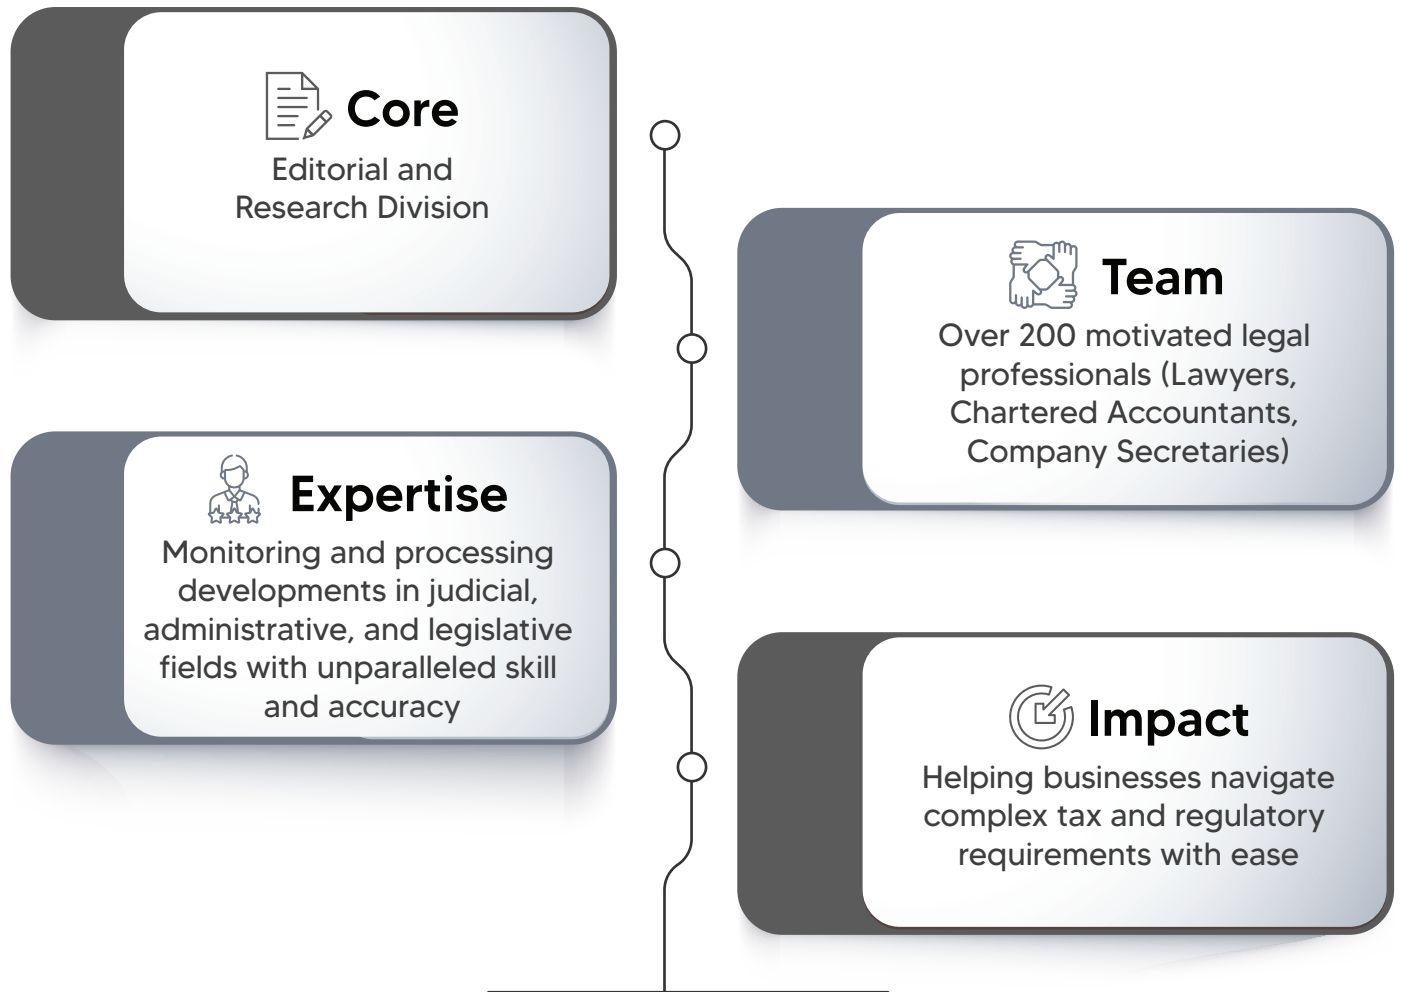 Core
Editorial and
Research Division
Team
Over 200 motivated legal
professionals (Lawyers,
Chartered Accountants,
Company Secretaries)
Expertise
Monitoring and processing
developments in judicial,
administrative, and legislative
fields with unparalleled skill
and accuracy
Impact
Helping businesses navigate
complex tax and regulatory
requirements with ease